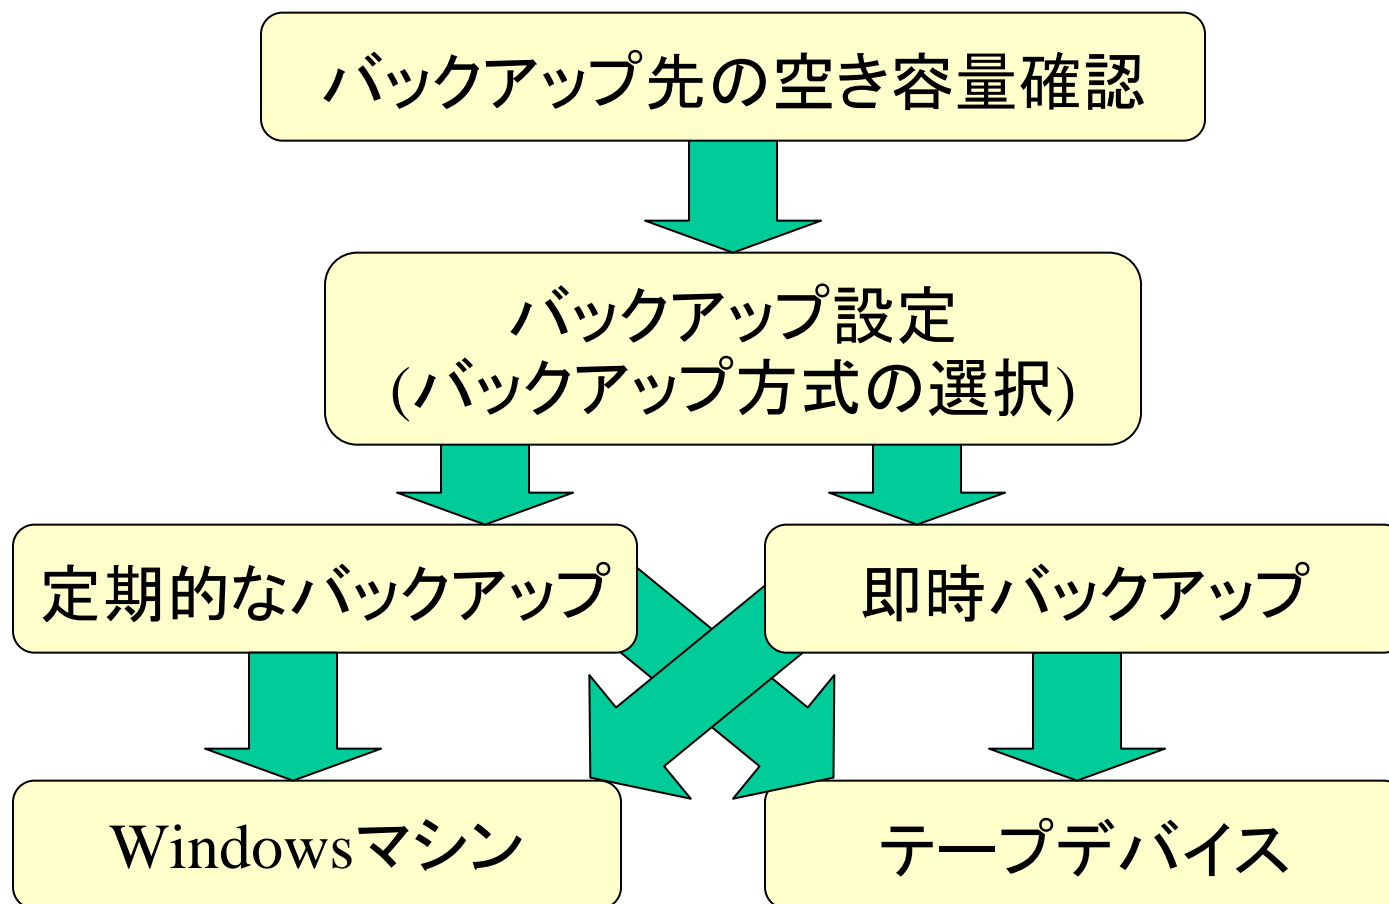 バックアップ先の空き容量確認
バックアップ設定
(バックアップ方式の選択)
定期的なバックアップ
即時バックアップ
Windowsマシン
テープデバイス